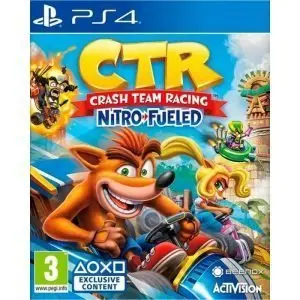 PS4
CTR
CRASH TEAM RACING
NITRO-FUELED
3
www.pegi.info
EXCLUSIVE
CONTENT
BEENOX
ACTIVISION